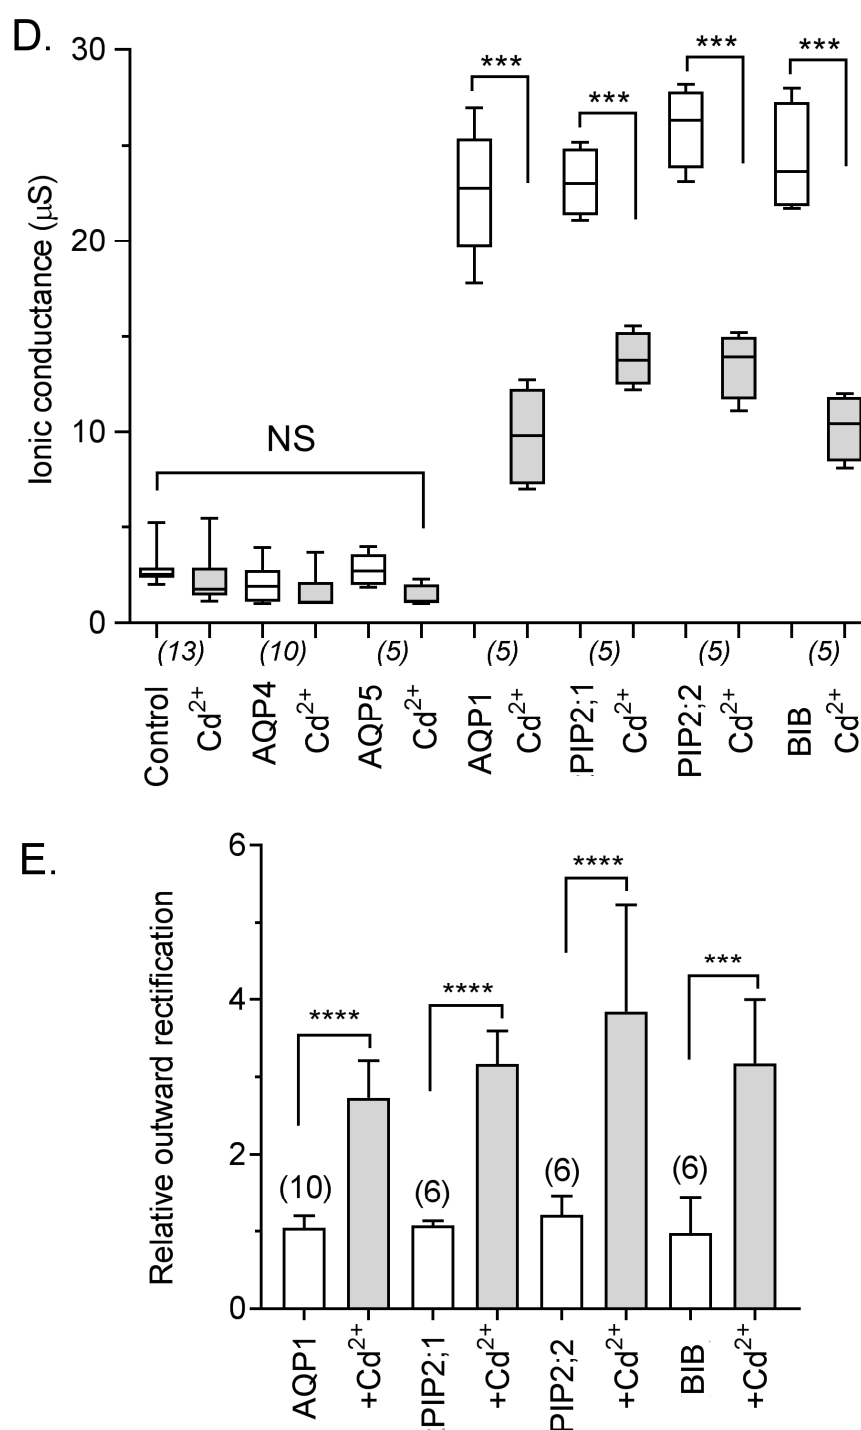 D.
30
20
10
0
Ionic conductance (µS)
NS
***
***
***
***
(13)
(10)
(5)
(5)
(5)
(5)
(5)
Control
Cd2+
AQP4
Cd2+
AQP5
Cd2+
AQP1
Cd2+
PIP2;1
Cd2+
PIP2;2
Cd2+
BIB
Cd2+
E.
6
4
2
0
Relative outward rectification
****
****
****
***
(10)
(6)
(6)
(6)
AQP1
+Cd2+
PIP2;1
+Cd2+
PIP2;2
+Cd2+
BIB
+Cd2+